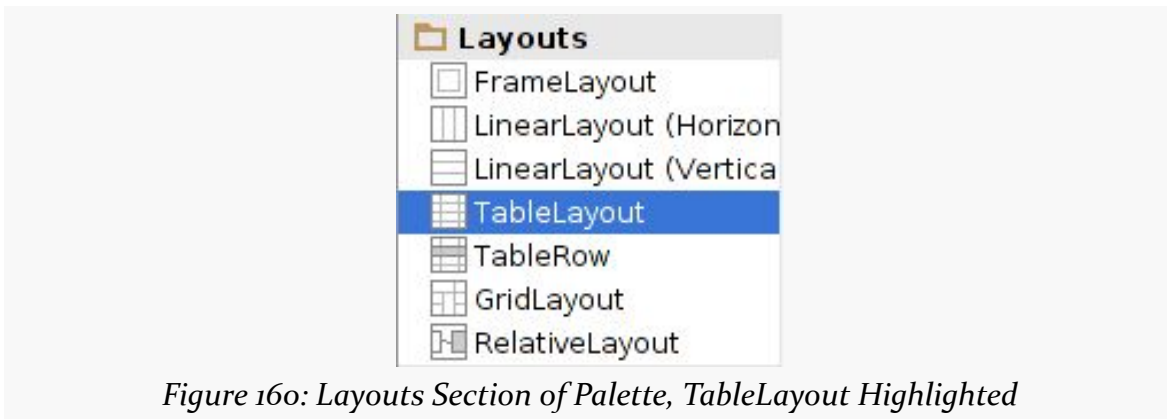 Layouts
FrameLayout
LinearLayout (Horizon
LinearLayout (Vertica
TableLayout
TableRow
GridLayout
RelativeLayout
Figure 160: Layouts Section of Palette, TableLayout Highlighted